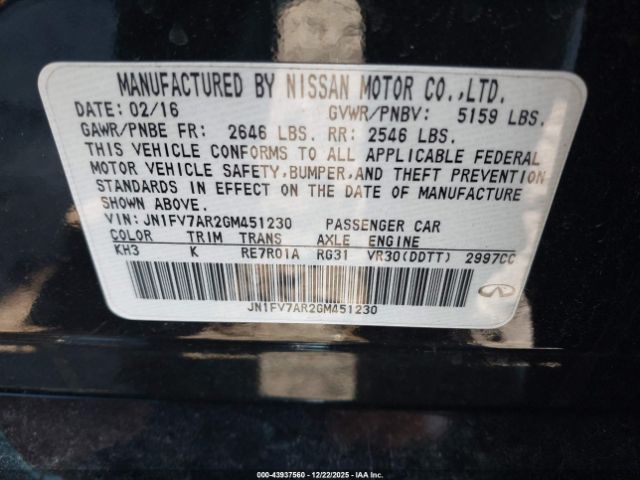 MANUFACTURED BY NISSAN MOTOR CO.,LTD.
DATE: 02/16 GVWR/PNBV: 5159 LBS.
GAWR/PNBE FR: 2646 LBS. RR: 2546 LBS.
THIS VEHICLE CONFORMS TO ALL APPLICABLE FEDERAL
MOTOR VEHICLE SAFETY,BUMPER,AND THEFT PREVENTION
STANDARDS IN EFFECT ON THE DATE OF MANUFACTURE
SHOWN ABOVE.
VIN: JN1FV7AR2GM451230 PASSENGER CAR
COLOR TRIM TRANS AXLE ENGINE
KH3 K RE7R01A RG31 VR30(DDTT) 2997CC
JN1FV7AR2GM451230
INFINITI
000-43937560 - 12/22/2025 - IAAI.COM